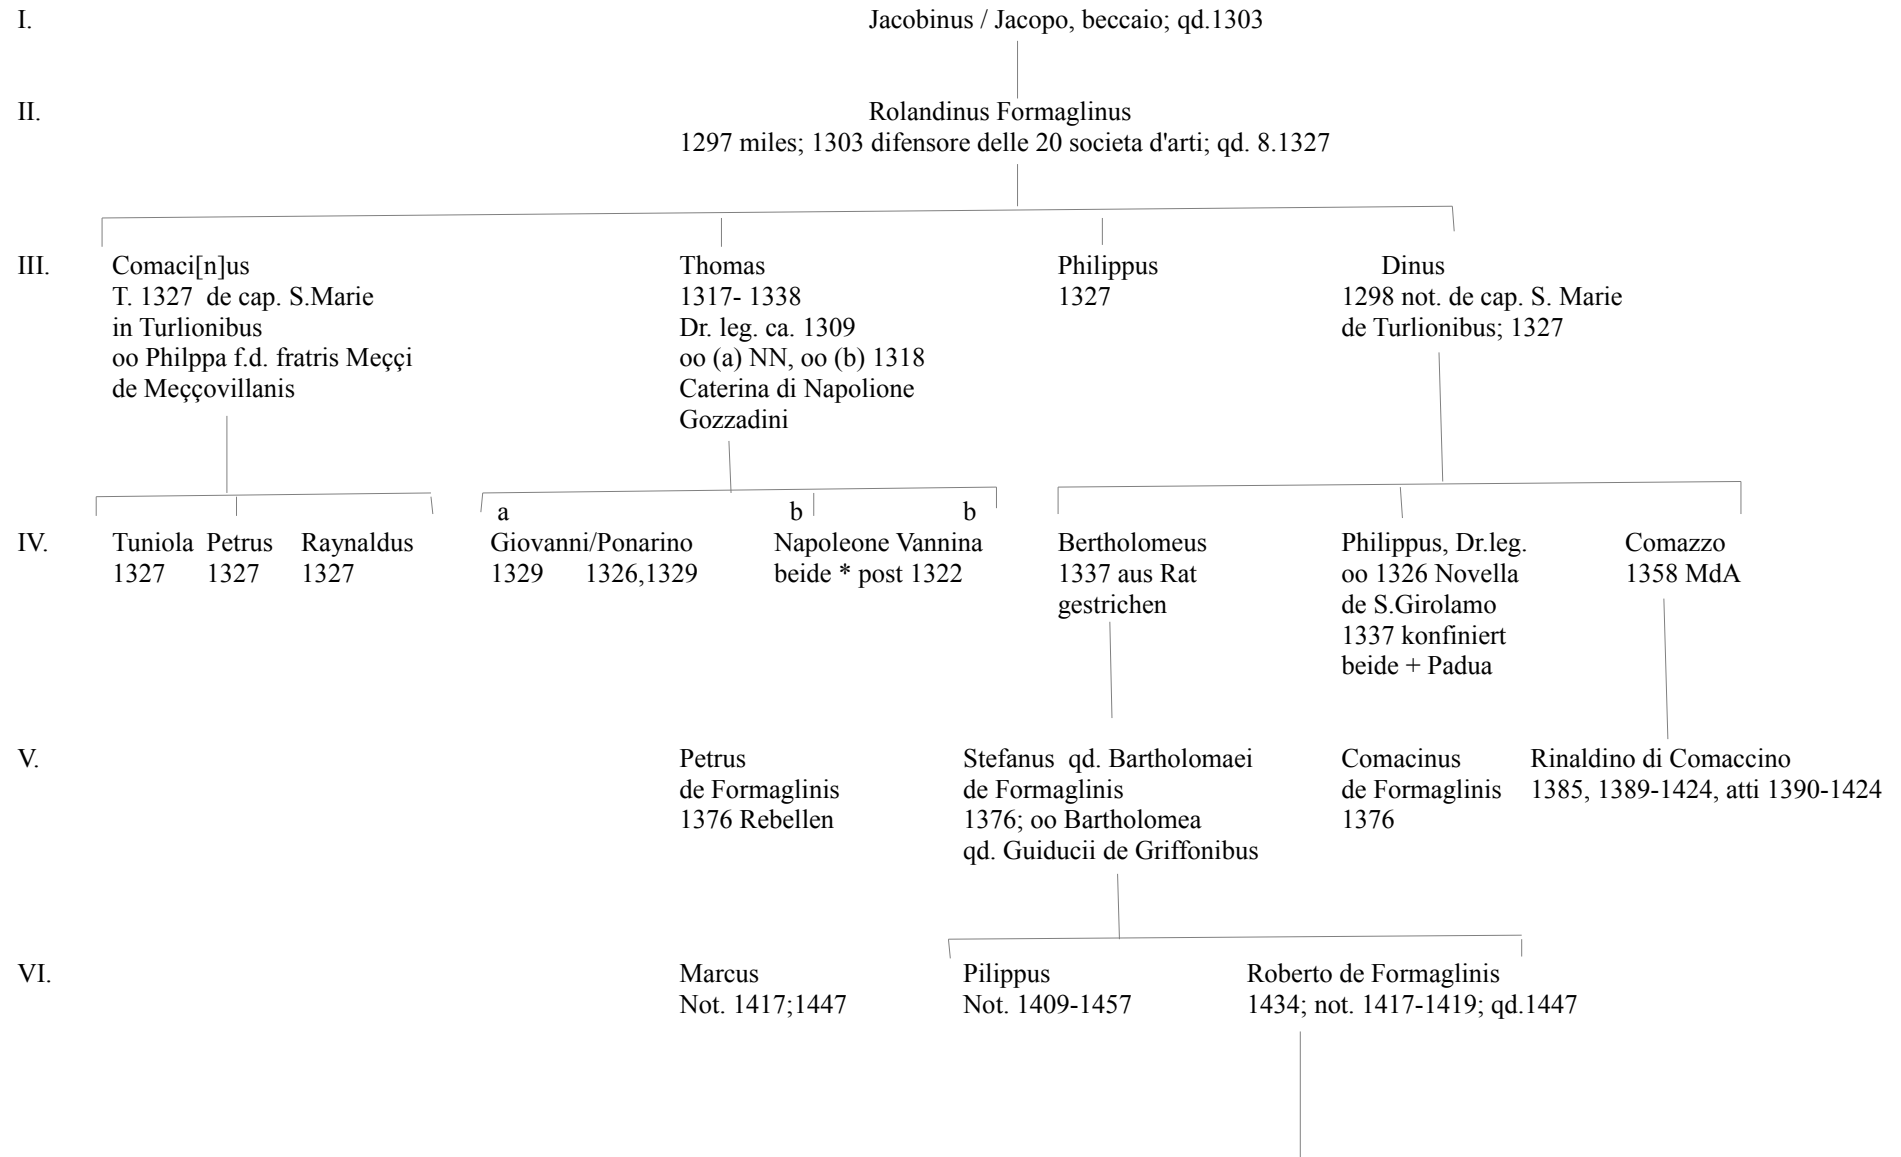 I.
Jacobinus / Jacopo, beccaio; qd.1303
II.
Rolandinus Formaglinus
1297 miles; 1303 difensore delle 20 societa d'arti; qd. 8.1327
III.
Comaci[n]us
T. 1327 de cap. S.Marie
in Turlionibus
oo Philppa f.d. fratris Meççi
de Meççovillanis
Thomas
1317- 1338
Dr. leg. ca. 1309
oo (a) NN, oo (b) 1318
Caterina di Napolione
Gozzadini
Philippus
1327
Dinus
1298 not. de cap. S. Marie
de Turlionibus; 1327
IV.
Tuniola Petrus Raynaldus
1327 1327 1327
a b b
Giovanni/Ponarino Napoleone Vannina
1329 1326,1329 beide * post 1322
Bertholomeus
1337 aus Rat
gestrichen
Philippus, Dr.leg.
oo 1326 Novella
de S.Girolamo
1337 konfiniert
beide + Padua
Comazzo
1358 MdA
V.
Petrus
de Formaglinis
1376 Rebellen
Stefanus qd. Bartholomaei
de Formaglinis
1376; oo Bartholomea
qd. Guiducii de Griffonibus
Comacinus
de Formaglinis
1376
Rinaldino di Comaccino
1385, 1389-1424, atti 1390-1424
VI.
Marcus
Not. 1417;1447
Pilippus
Not. 1409-1457
Roberto de Formaglinis
1434; not. 1417-1419; qd.1447